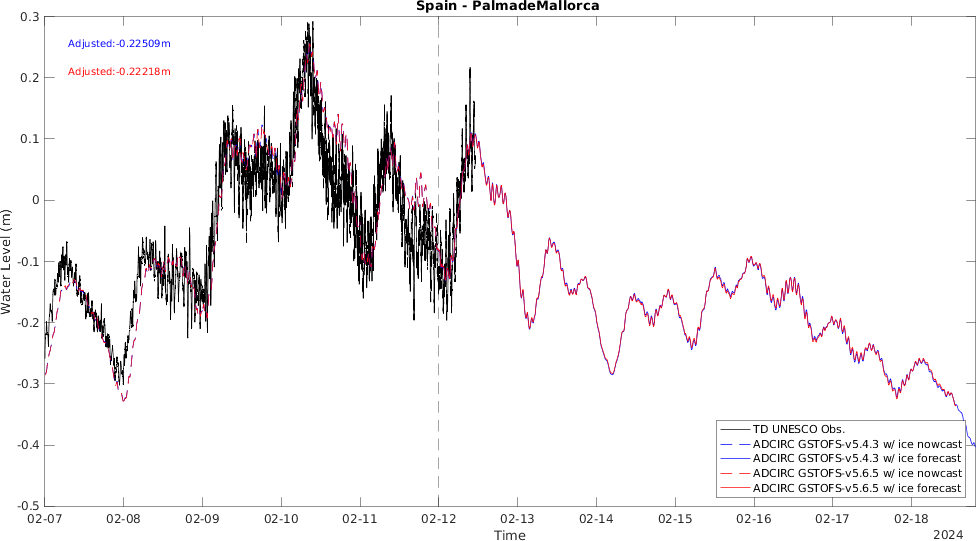 Spain - PalmadeMallorca
Adjusted:-0.22509m
Adjusted:-0.22218m
0.3
0.2
0.1
0
-0.1
-0.2
-0.3
-0.4
-0.5
Water Level (m)
TD UNESCO Obs.
ADCIRC GSTOFS-v5.4.3 w/ ice nowcast
ADCIRC GSTOFS-v5.4.3 w/ ice forecast
ADCIRC GSTOFS-v5.6.5 w/ ice nowcast
ADCIRC GSTOFS-v5.6.5 w/ ice forecast
02-07 02-08 02-09 02-10 02-11 02-12 02-13 02-14 02-15 02-16 02-17 02-18
Time
2024